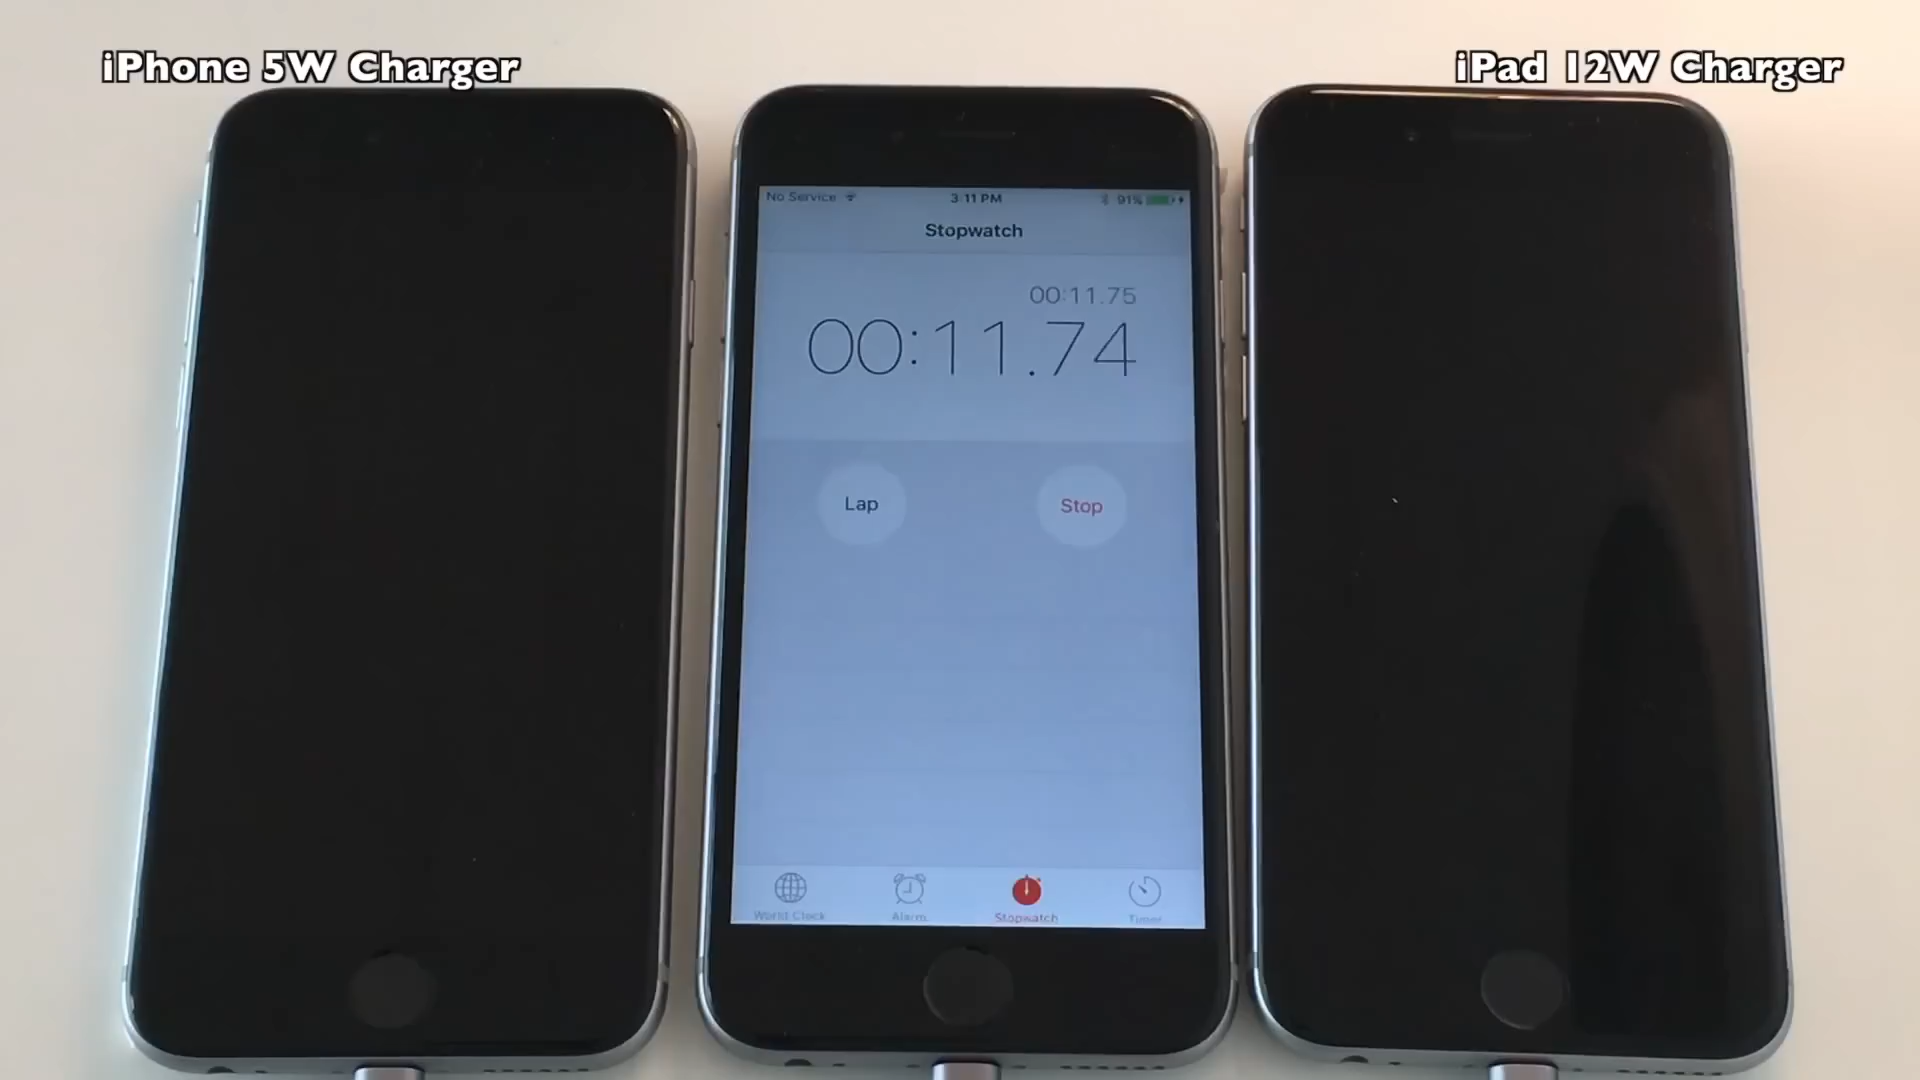 iPhone 5W Charger
iPad 12W Charger
No Service 3:11 PM 91%
Stopwatch
00:11.75
00:11.74
Lap Stop
World Clock Alarm Stopwatch Timer